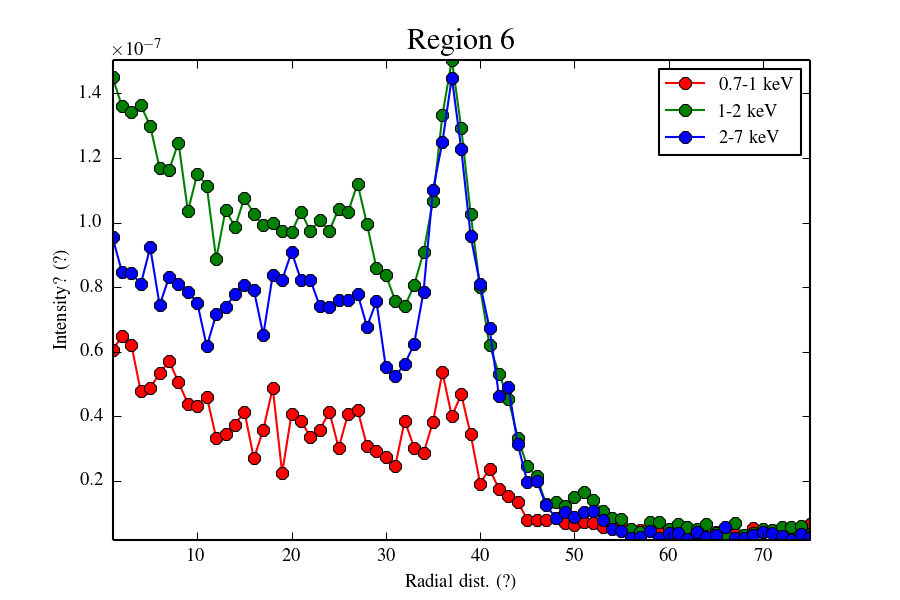 Region 6
×10⁻⁷
1.4
1.2
1.0
0.8
0.6
0.4
0.2
Intensity? (?)
10 20 30 40 50 60 70
Radial dist. (?)
0.7-1 keV
1-2 keV
2-7 keV